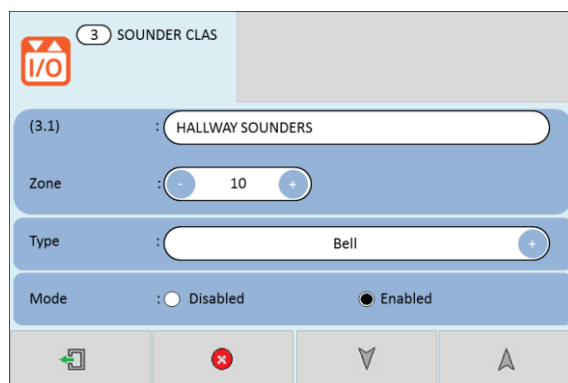 3 SOUNDER CLAS
I/O
(3.1) : HALLWAY SOUNDERS
Zone : - 10 +
Type : Bell +
Mode : Disabled Enabled